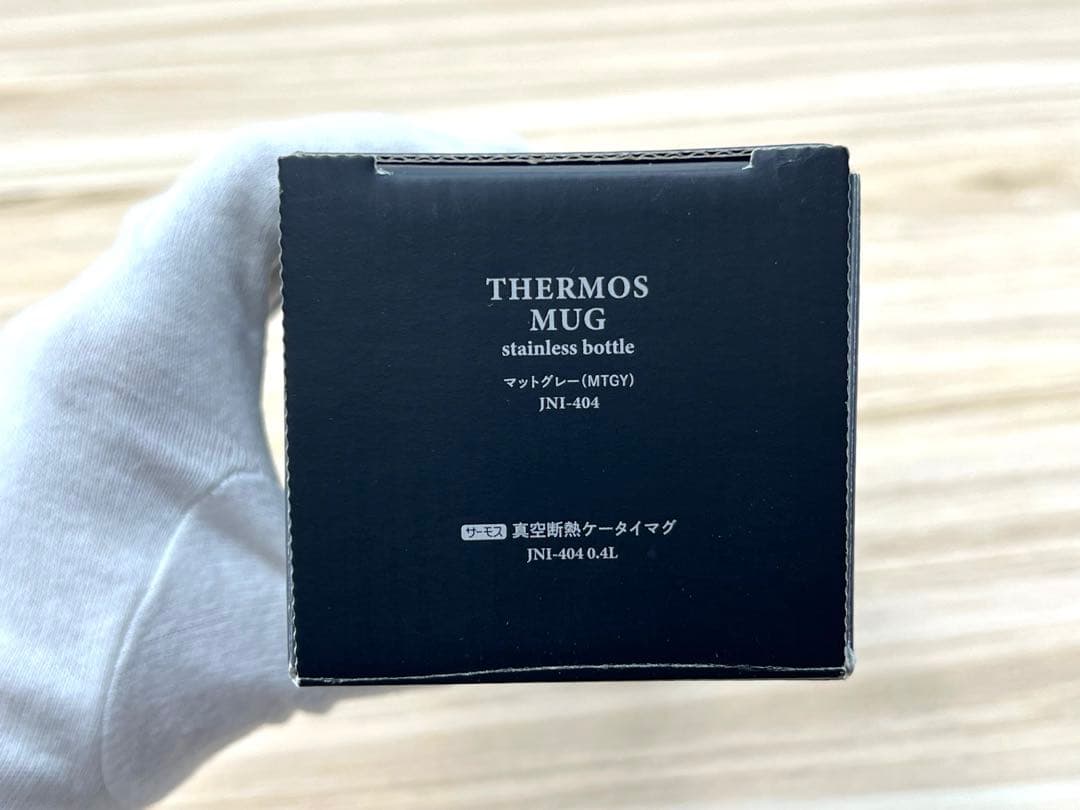 THERMOS
MUG
stainless bottle
マットグレー(MTGY)
JNI-404
サーモス 真空断熱ケータイマグ
JNI-404 0.4L